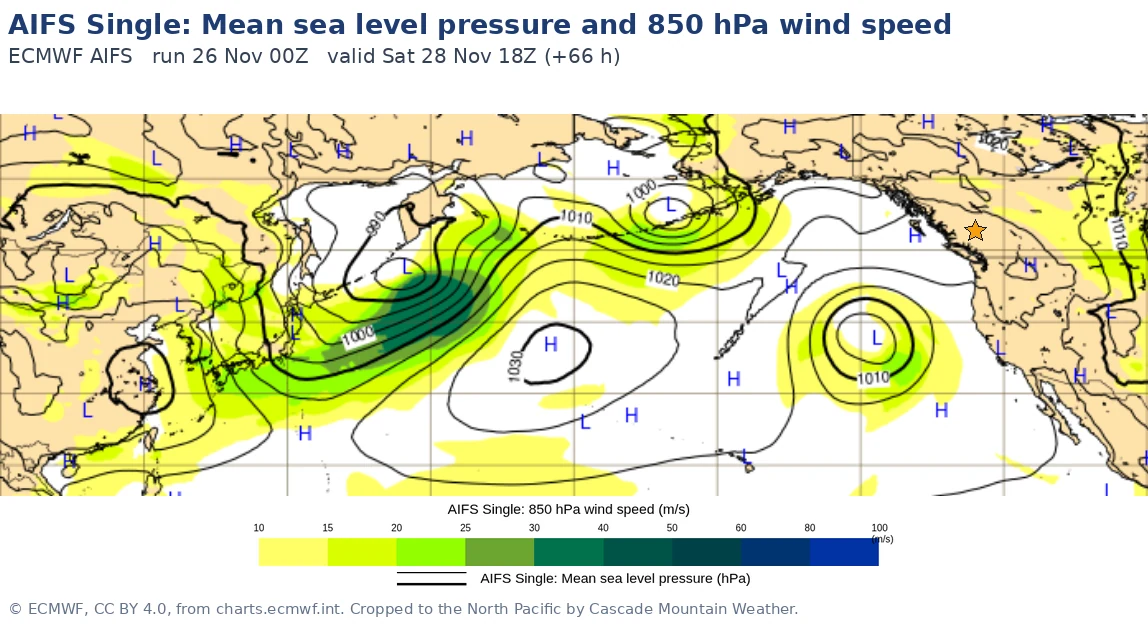 AIFS Single: Mean sea level pressure and 850 hPa wind speed
ECMWF AIFS run 26 Nov 00Z valid Sat 28 Nov 18Z (+66 h)
L
H
H
H
H
H
L
H
L
L
H
L
L
H
L
L
1020
L
1000
L
990
1010
H
H
1010
L
L
1020
L
H
H
L
H
L
H
L
1000
L
L
H
L
1030
H
H
1010
H
L
L
H
H
H
H
L
L
L
H
AIFS Single: 850 hPa wind speed (m/s)
10 15 20 25 30 40 50 60 80 100
(m/s)
AIFS Single: Mean sea level pressure (hPa)
© ECMWF, CC BY 4.0, from charts.ecmwf.int. Cropped to the North Pacific by Cascade Mountain Weather.